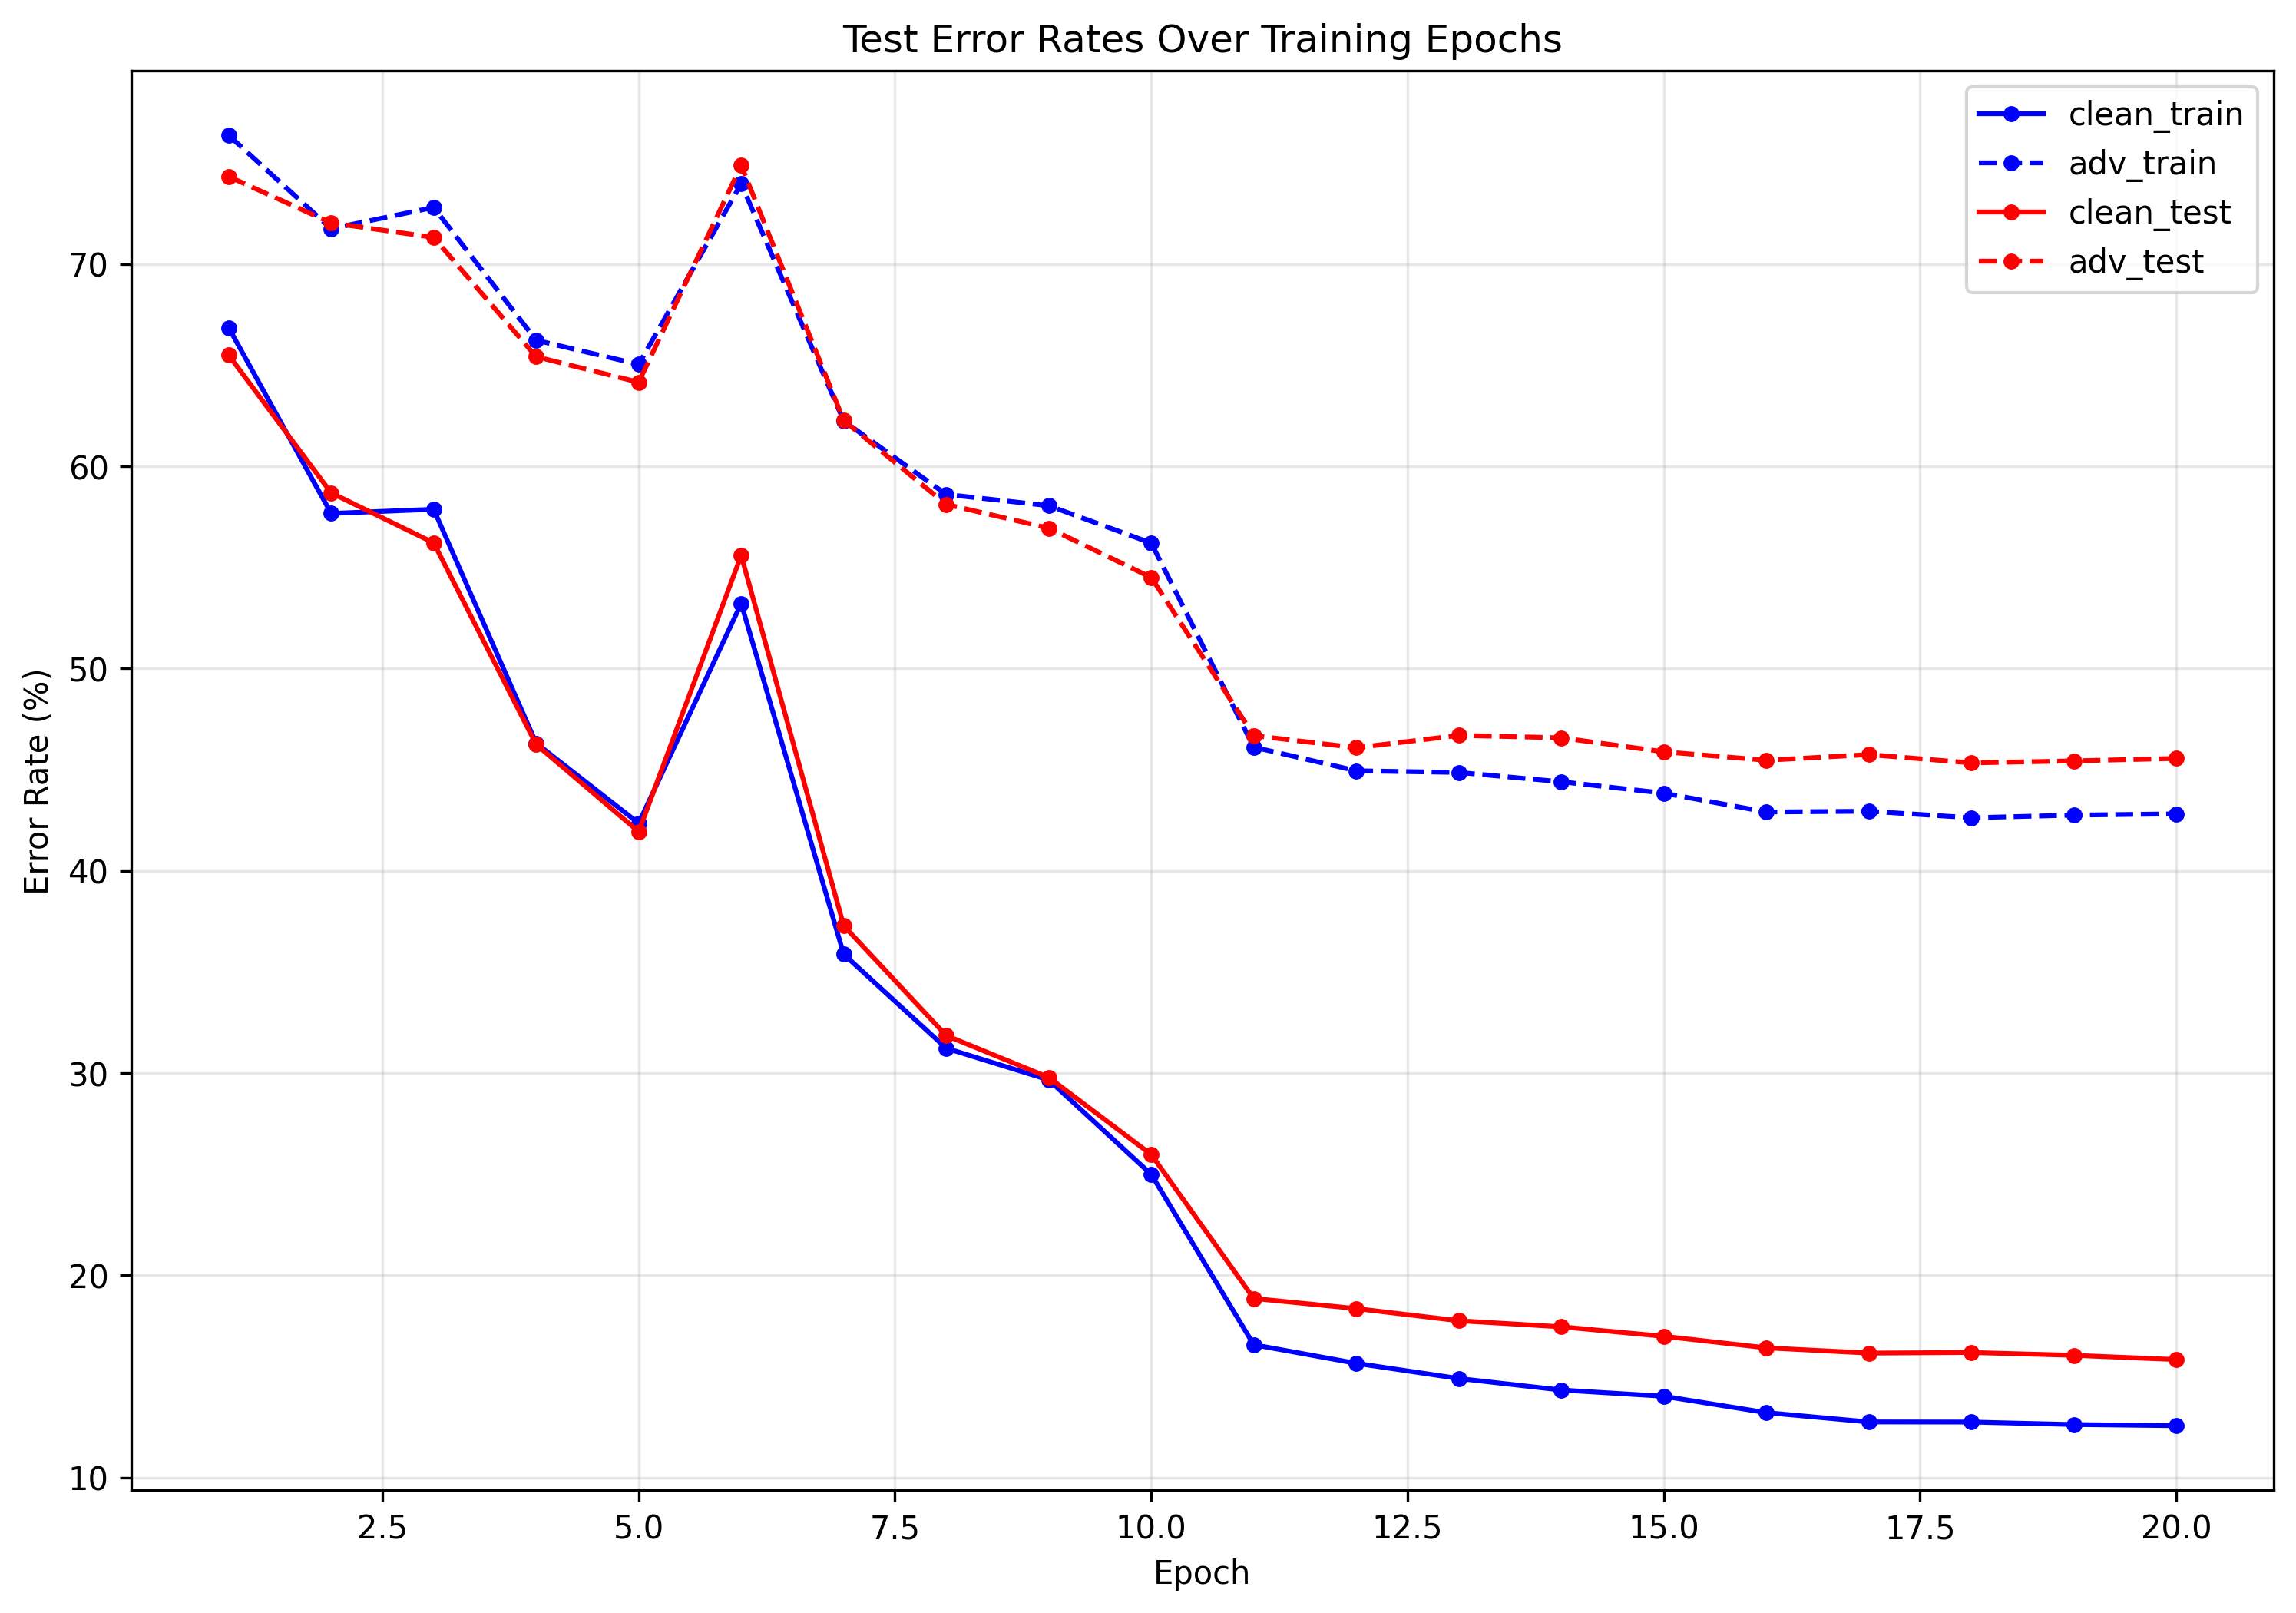 Test Error Rates Over Training Epochs
clean_train
adv_train
clean_test
adv_test
Error Rate (%)
70
60
50
40
30
20
10
2.5 5.0 7.5 10.0 12.5 15.0 17.5 20.0
Epoch